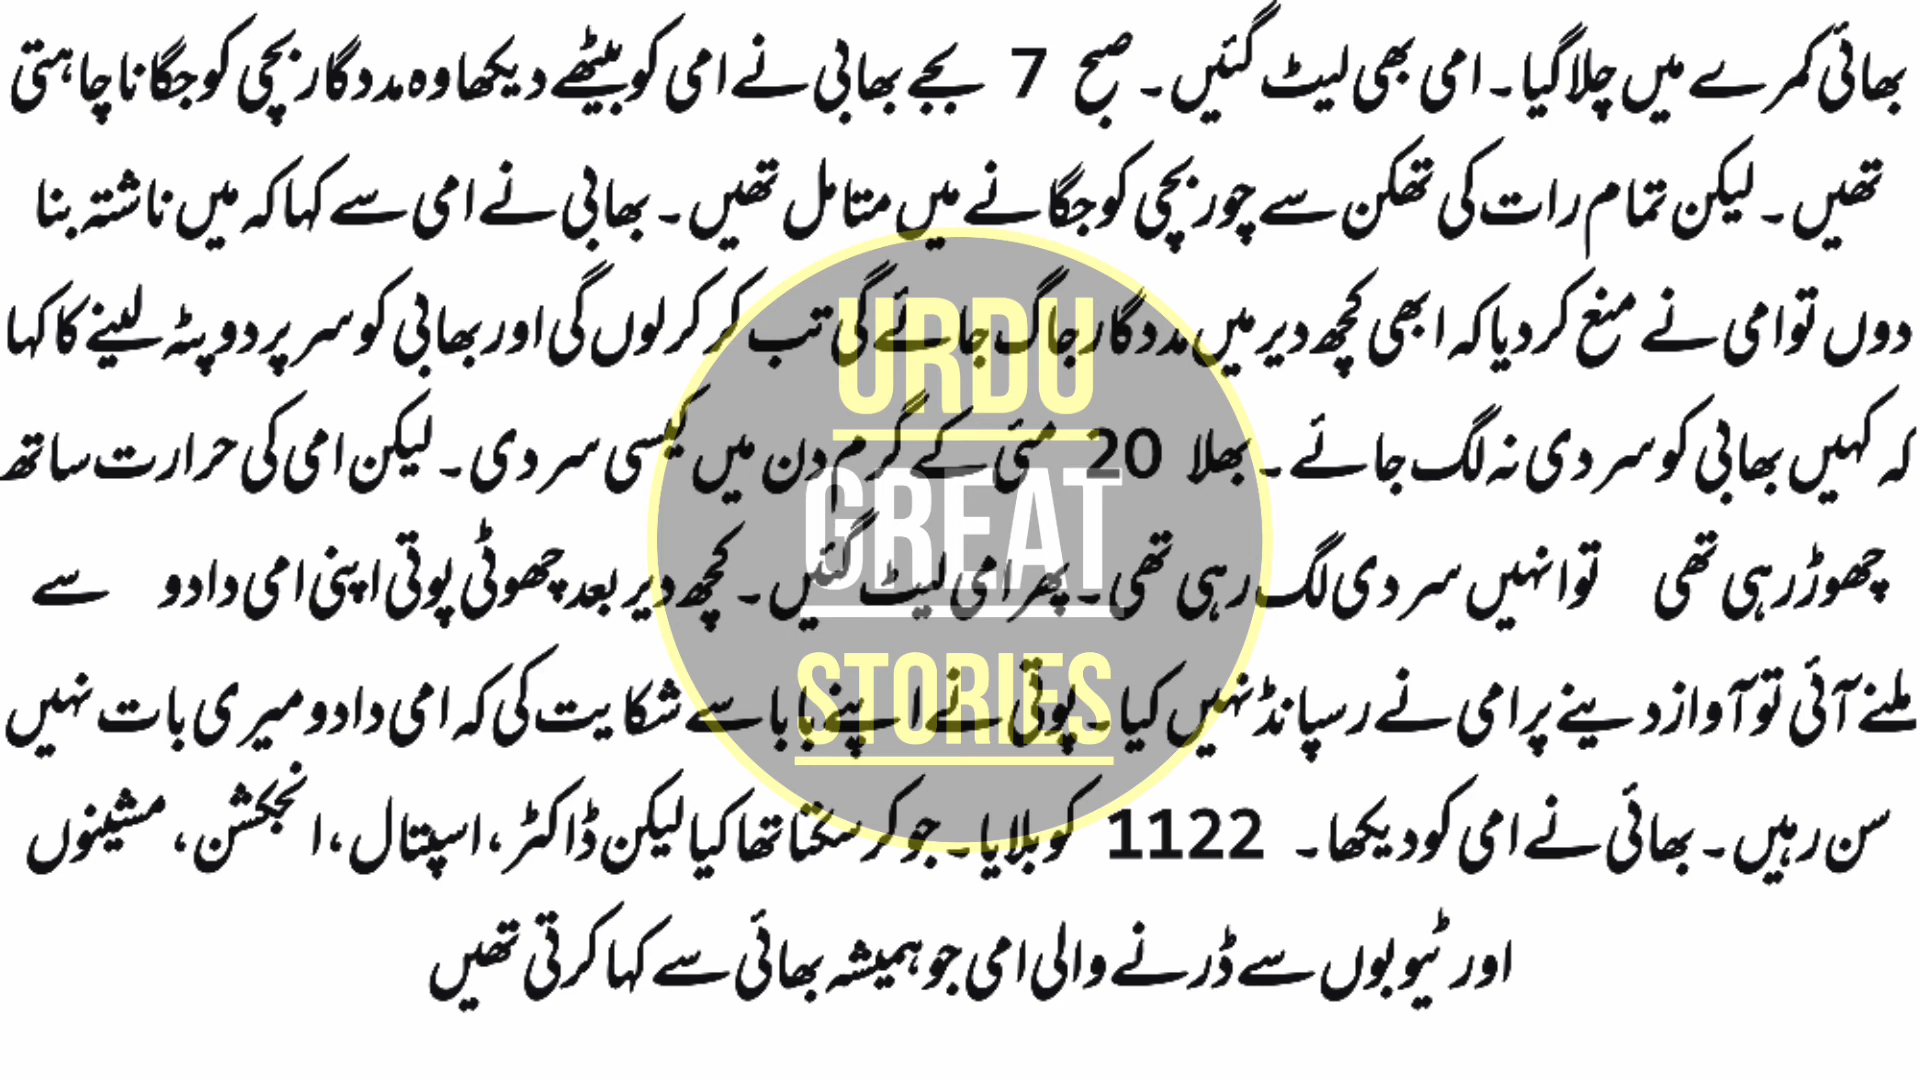 بھائی کمرے میں چلا گیا۔ امی بھی لیٹ گئیں۔ صبح 7 بجے بھابی نے امی کو بیٹھے دیکھا وہ مددگار بچی کو جگانا چاہتی
تھیں۔ لیکن تمام رات کی تھکن سے چور بچی کو جگانے میں متامل تھیں۔ بھابی نے امی سے کہا کہ میں ناشتہ بنا
دوں تو امی نے منع کر دیا کہ ابھی کچھ دیر میں مددگار جاگ جائے گی تب کر کر لوں گی اور بھابی کو سر پر دوپٹہ لینے کا کہا
کہ کہیں بھابی کو سردی نہ لگ جائے۔ بھلا 20 مئی کے گرم دن میں کیسی سردی۔ لیکن امی کی حرارت ساتھ
چھوڑ رہی تھی تو انہیں سردی لگ رہی تھی۔ پھر امی لیٹ گئیں۔ کچھ دیر بعد چھوٹی پوتی اپنی امی دادو سے
ملنے آئی تو آواز دینے پر امی نے رسپانڈ نہیں کیا۔ پوتی نے اپنے بابا سے شکایت کی کہ امی دادو میری بات نہیں
سن رہیں۔ بھائی نے امی کو دیکھا۔ 1122 کو بلایا۔ جو کر سکتا تھا کیا لیکن ڈاکٹر، اسپتال، انجکشن، مشینوں
اور ٹیوبوں سے ڈرنے والی امی جو ہمیشہ بھائی سے کہا کرتی تھیں
URDU
GREAT
STORIES